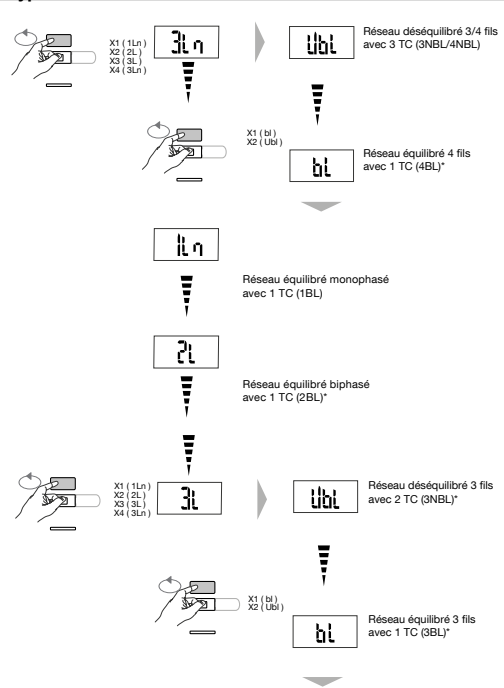 X1 ( 1Ln )
X2 ( 2L )
X3 ( 3L )
X4 ( 3Ln )
3Ln
Ubl
Réseau déséquilibré 3/4 fils
avec 3 TC (3NBL/4NBL)
X1 ( bl )
X2 ( Ubl )
bl
Réseau équilibré 4 fils
avec 1 TC (4BL)*
1Ln
Réseau équilibré monophasé
avec 1 TC (1BL)
2L
Réseau équilibré biphasé
avec 1 TC (2BL)*
X1 ( 1Ln )
X2 ( 2L )
X3 ( 3L )
X4 ( 3Ln )
3L
Ubl
Réseau déséquilibré 3 fils
avec 2 TC (3NBL)*
X1 ( bl )
X2 ( Ubl )
bl
Réseau équilibré 3 fils
avec 1 TC (3BL)*